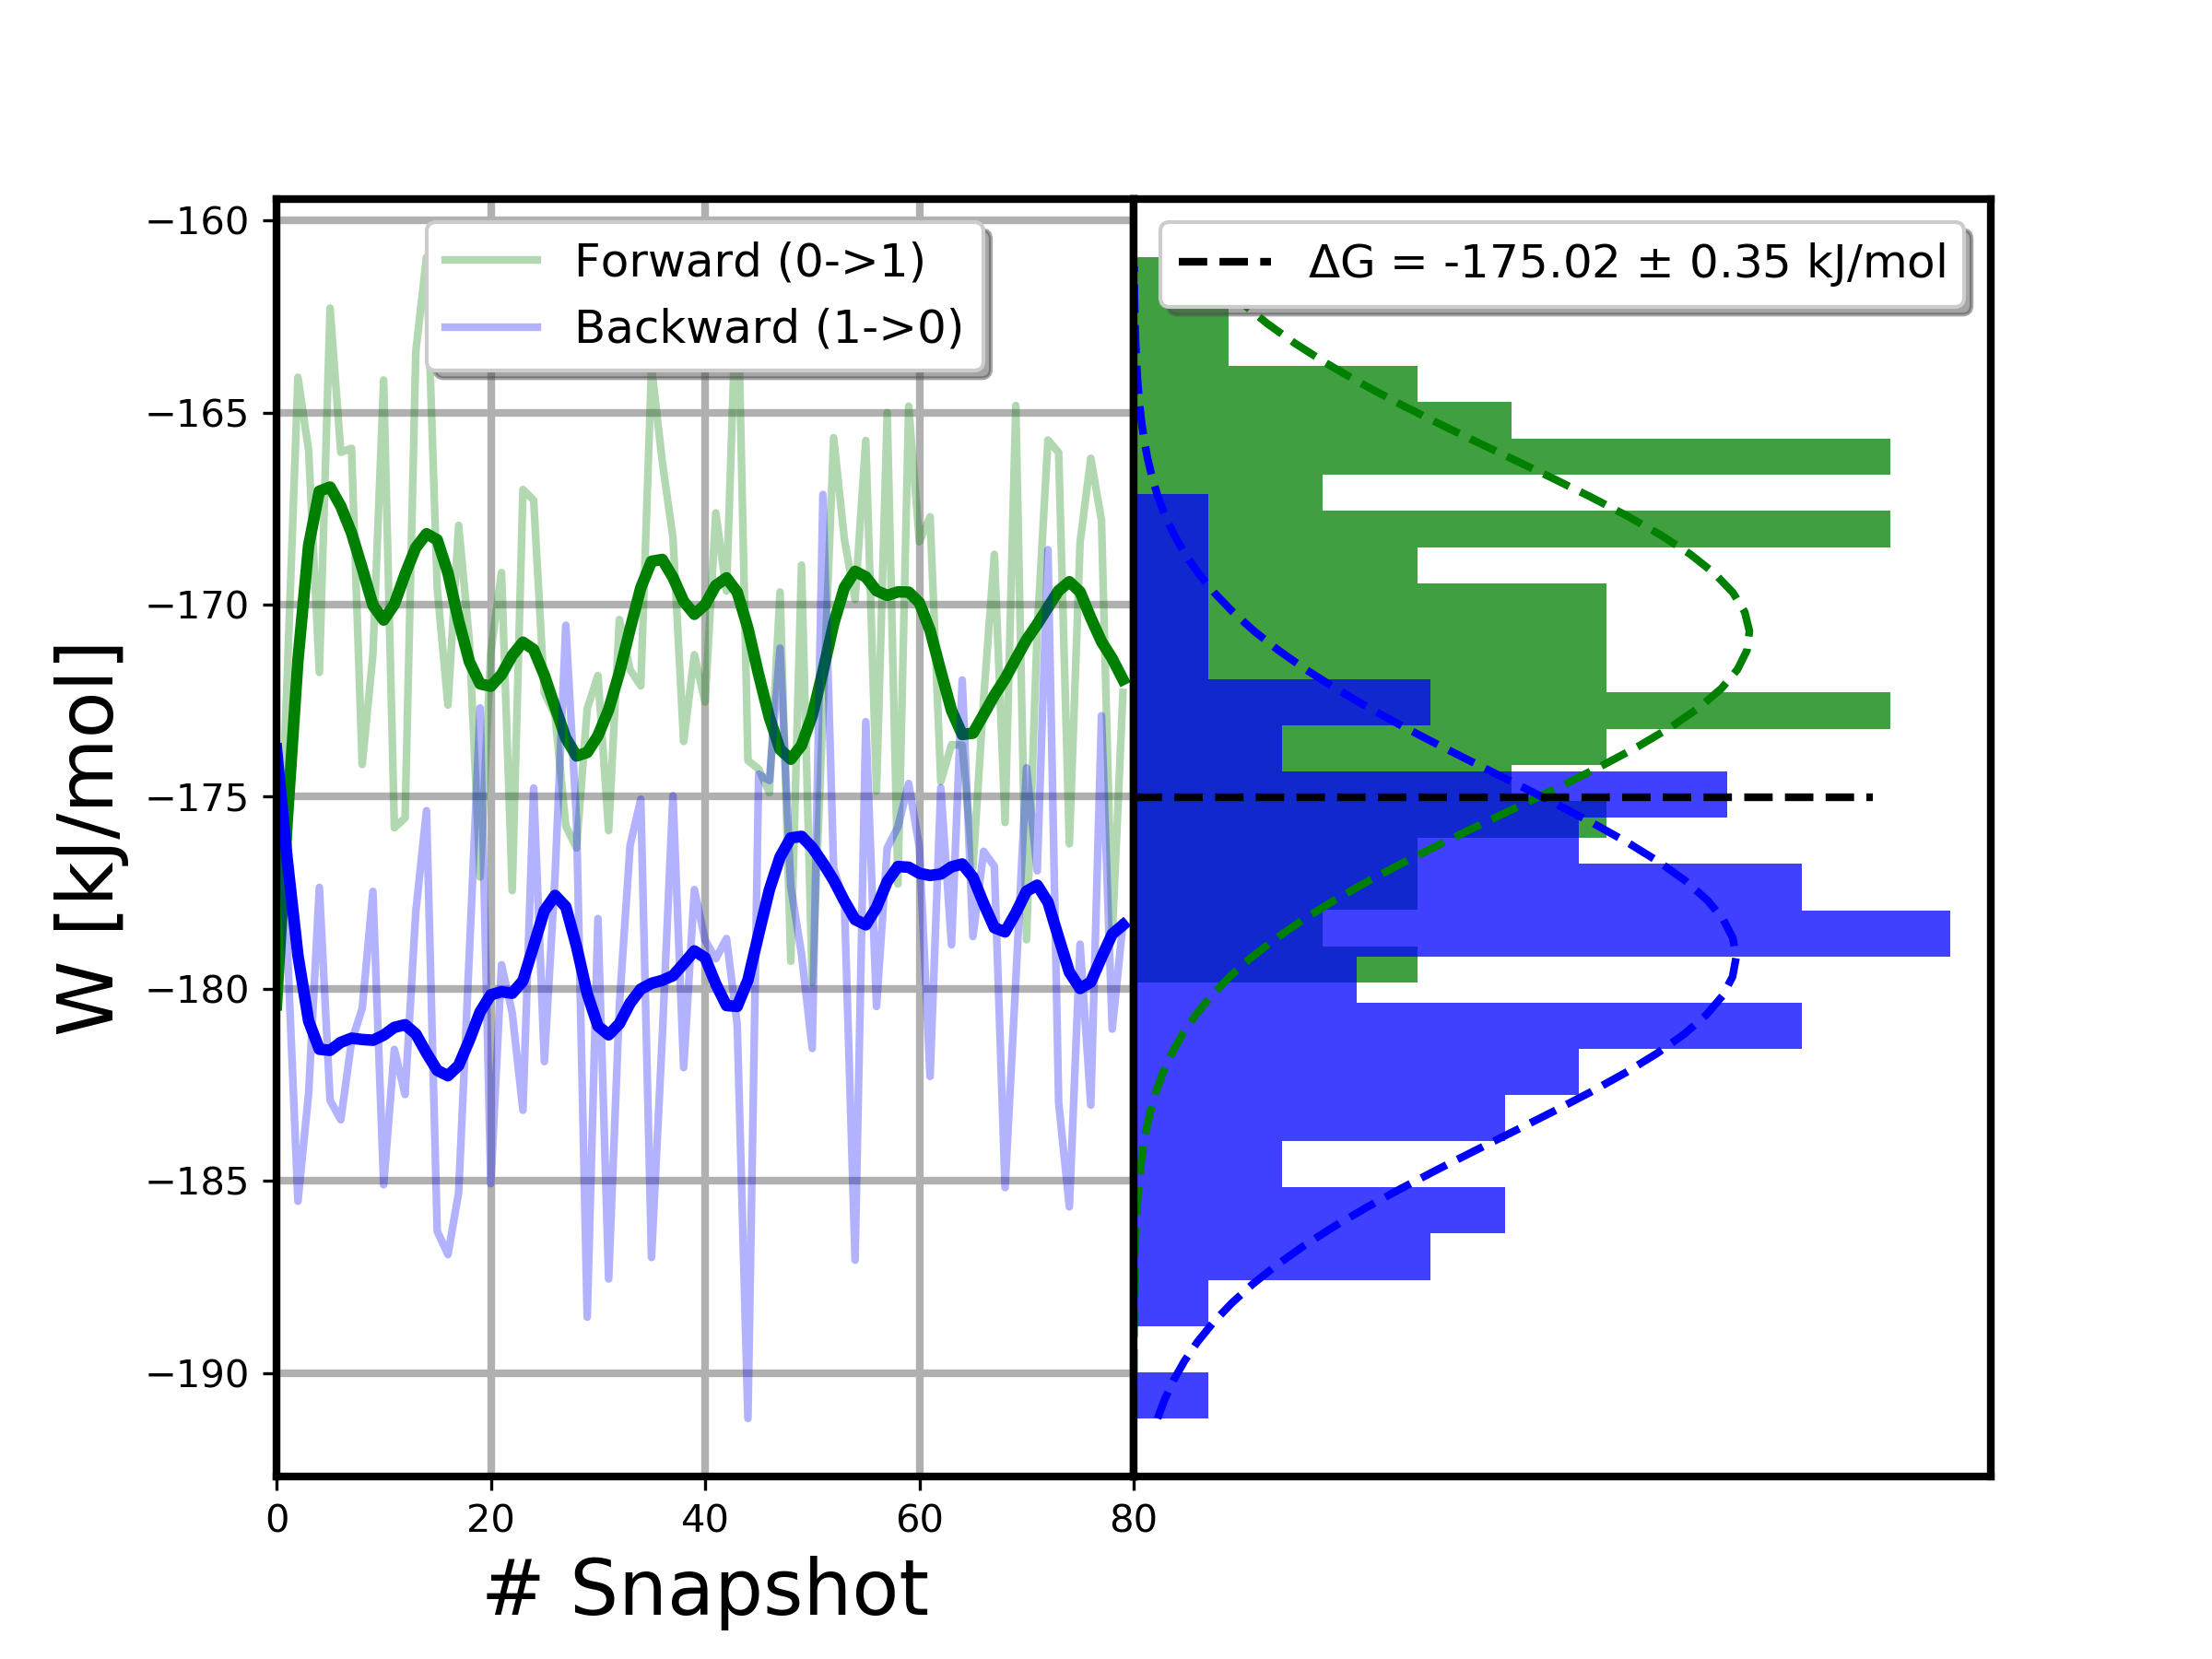 Forward (0->1)
Backward (1->0)
ΔG = -175.02 ± 0.35 kJ/mol
W [kJ/mol]
−160
−165
−170
−175
−180
−185
−190
0 20 40 60 80
# Snapshot